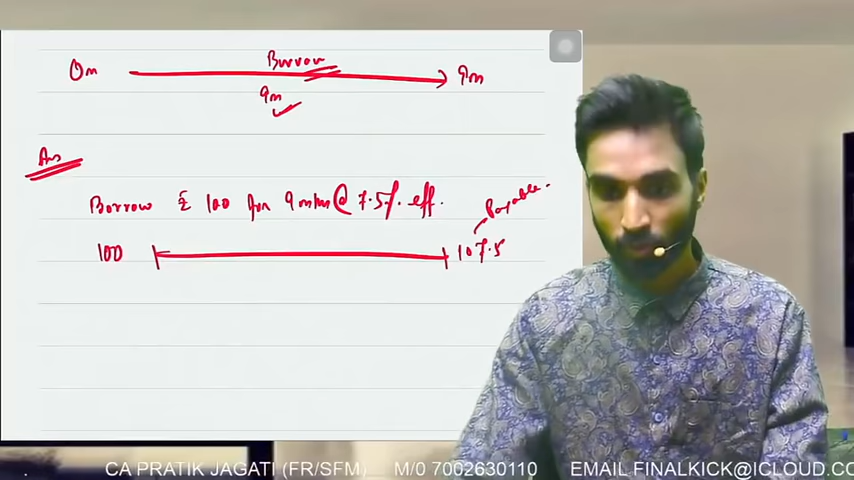 0m Borrow 9m
9m
Ans
Borrow ₹ 100 for 9 mths @ 7.5% eff.
Payable.
100 107.5
CA PRATIK JAGATI (FR/SFM) M/0 7002630110 EMAIL FINALKICK@ICLOUD.CO